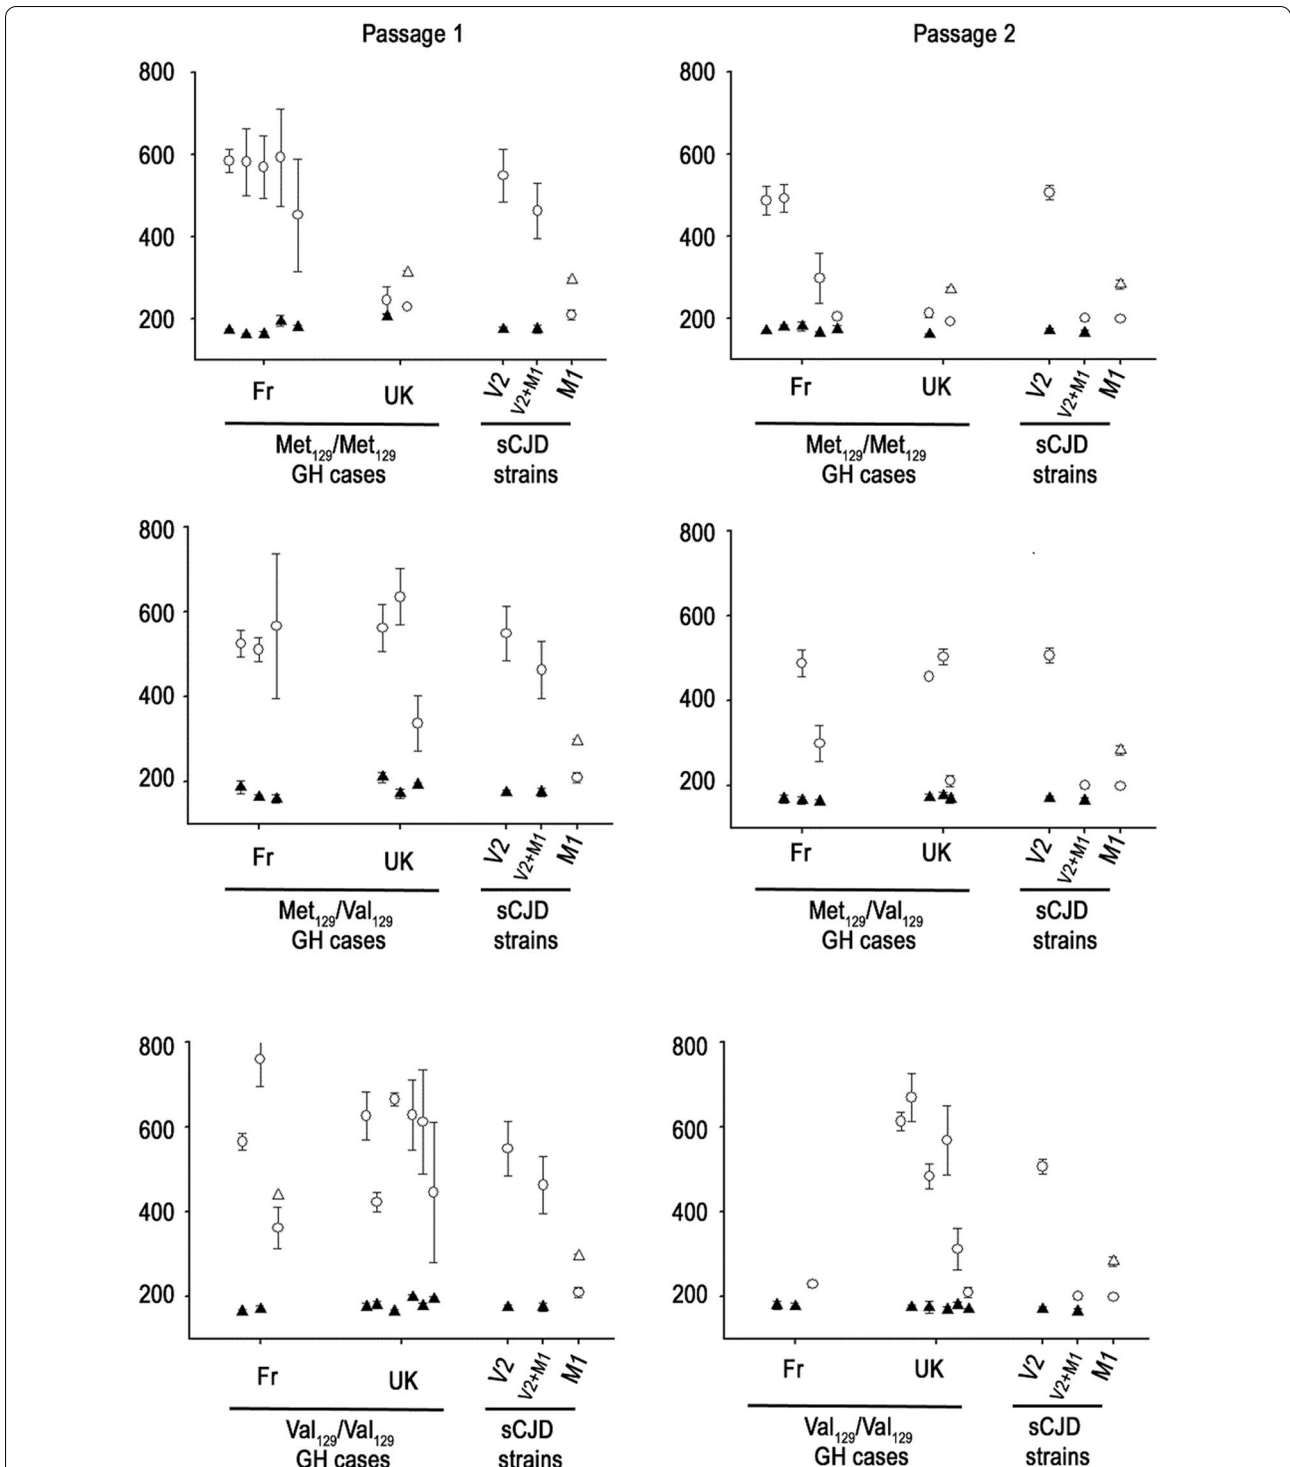 Passage 1 Passage 2
800 800
600 600
400 400
200 200
Fr UK V2 V2+M1 M1 Fr UK V2 V2+M1 M1
Met129/Met129 sCJD Met129/Met129 sCJD
GH cases strains GH cases strains
800 800
600 600
400 400
200 200
Fr UK V2 V2+M1 M1 Fr UK V2 V2+M1 M1
Met129/Val129 sCJD Met129/Val129 sCJD
GH cases strains GH cases strains
800 800
600 600
400 400
200 200
Fr UK V2 V2+M1 M1 Fr UK V2 V2+M1 M1
Val129/Val129 sCJD Val129/Val129 sCJD
GH cases strains GH cases strains